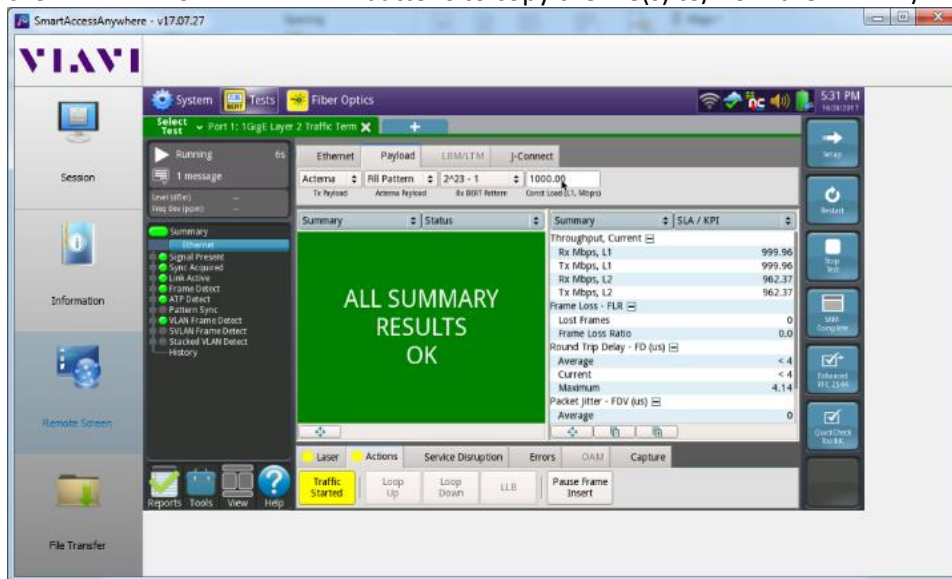 SmartAccessAnywhere - v17.07.27
VIAVI
System
Tests
Fiber Optics
5:31 PM
Select Test
Port 1: 1GigE Layer 2 Traffic Term
Session
Information
Remote Screen
File Transfer
Running 6s
1 message
Summary
Ethernet
Signal Present
Sync Acquired
Link Active
Frame Detect
ATP Detect
Pattern Sync
VLAN Frame Detect
SVLAN Frame Detect
Stacked VLAN Detect
History
Reports Tools View Help
Ethernet Payload LBM/LTM J-Connect
Acterna Fill Pattern 2^23 - 1 1000.00
Tx Payload Acterna Payload Rx BERT Pattern Const Load (L1, Mbps)
Summary Status
ALL SUMMARY
RESULTS
OK
Summary SLA / KPI
Throughput, Current
Rx Mbps, L1 999.96
Tx Mbps, L1 999.96
Rx Mbps, L2 962.37
Tx Mbps, L2 962.37
Frame Loss - FLR
Lost Frames 0
Frame Loss Ratio 0.0
Round Trip Delay - FD (us)
Average < 4
Current < 4
Maximum 4.14
Packet Jitter - FDV (us)
Average 0
Laser Actions Service Disruption Errors OAM Capture
Traffic Started
Loop Up
Loop Down
LLB
Pause Frame Insert
Setup
Restart
Stop Test
Enhanced RFC 2544